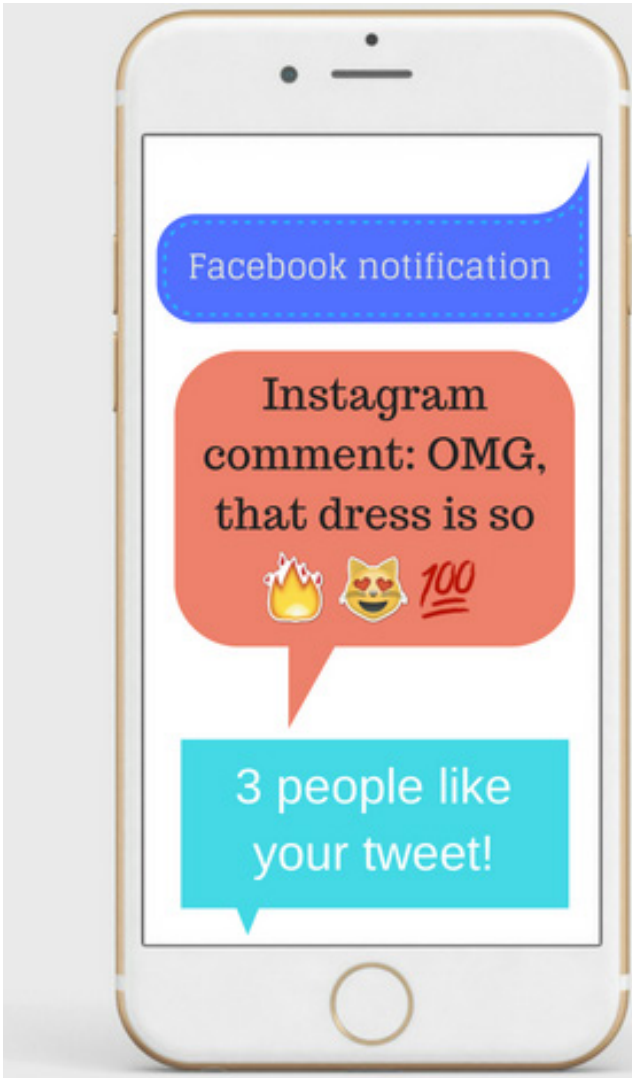 Facebook notification
Instagram
comment: OMG,
that dress is so
🔥 😻 💯
3 people like
your tweet!